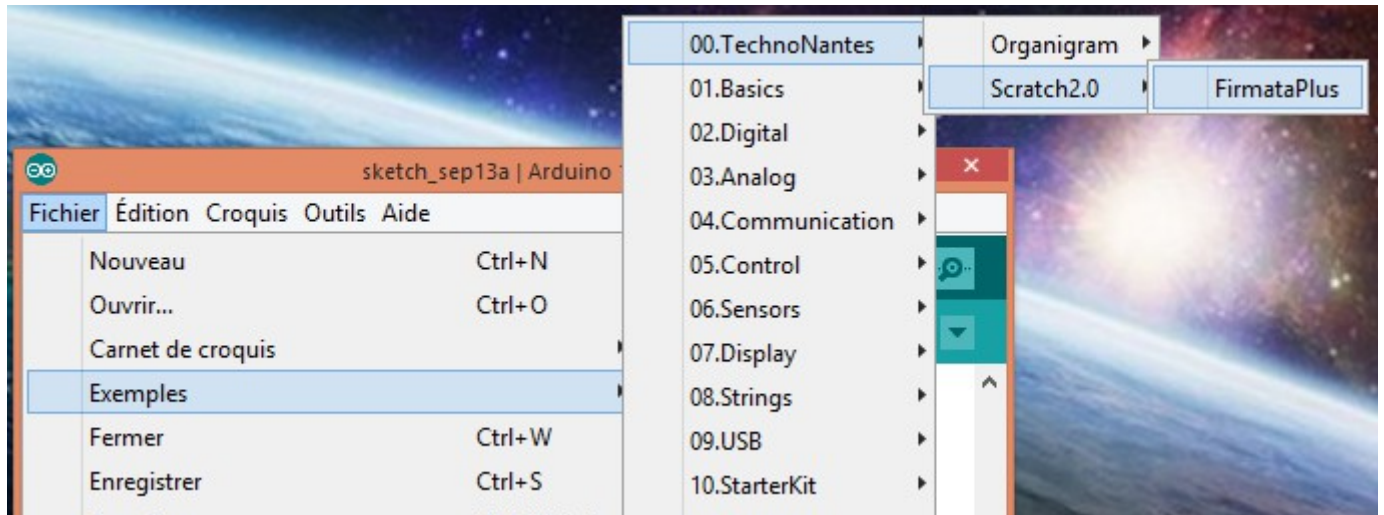 sketch_sep13a | Arduino
Fichier Édition Croquis Outils Aide
Nouveau Ctrl+N
Ouvrir... Ctrl+O
Carnet de croquis
Exemples
Fermer Ctrl+W
Enregistrer Ctrl+S
00.TechnoNantes
01.Basics
02.Digital
03.Analog
04.Communication
05.Control
06.Sensors
07.Display
08.Strings
09.USB
10.StarterKit
Organigram
Scratch2.0
FirmataPlus